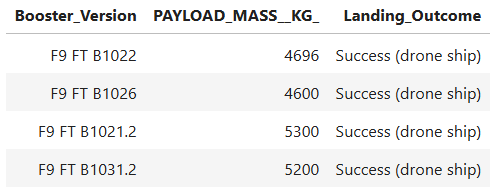 Booster_Version PAYLOAD_MASS__KG_ Landing_Outcome
F9 FT B1022 4696 Success (drone ship)
F9 FT B1026 4600 Success (drone ship)
F9 FT B1021.2 5300 Success (drone ship)
F9 FT B1031.2 5200 Success (drone ship)